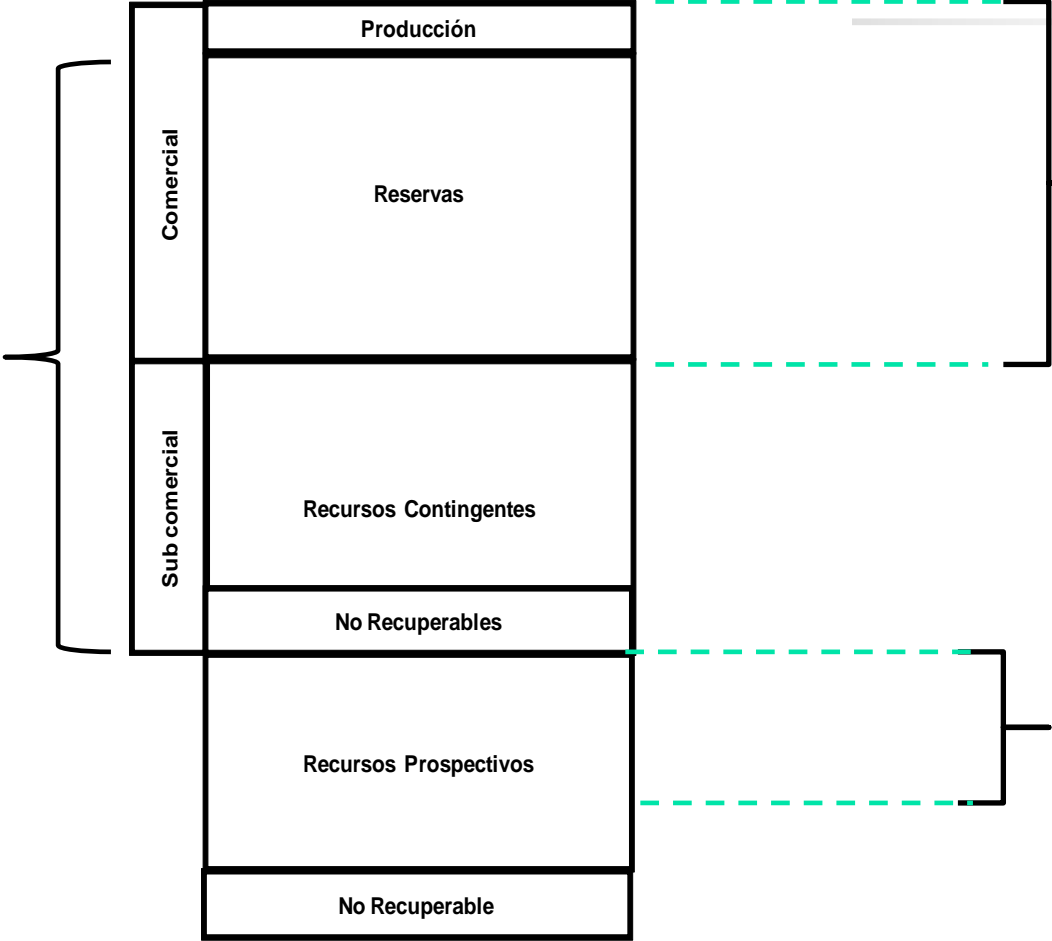 Producción
Comercial
Reservas
Sub comercial
Recursos Contingentes
No Recuperables
Recursos Prospectivos
No Recuperable